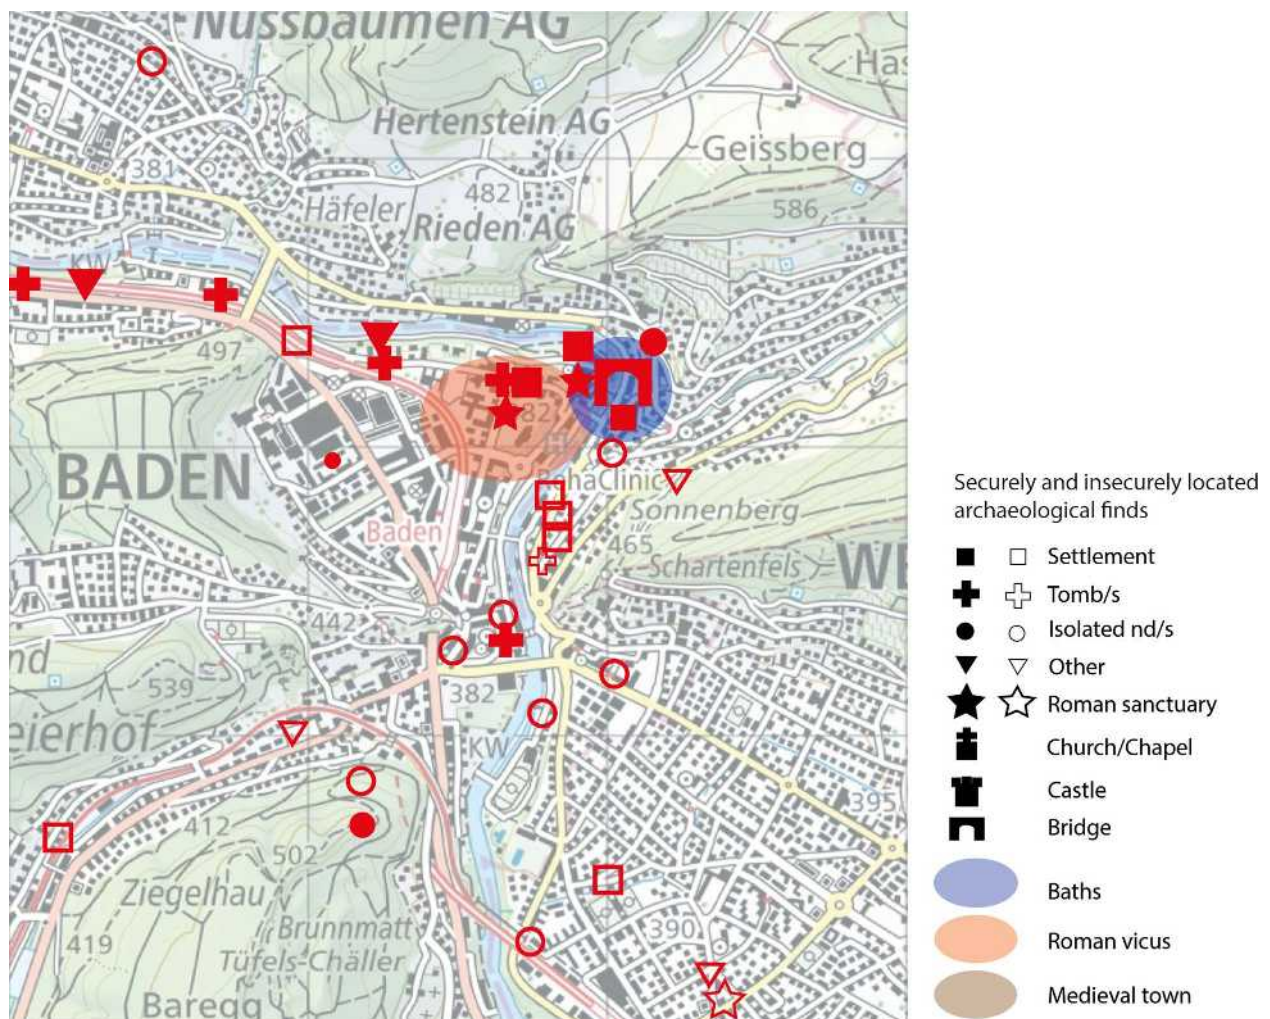 Nussbaumen AG
Has
Hertenstein AG
Geissberg
381
482
586
Häfeler
Rieden AG
KW
497
82
BADEN
RehaClinic
Sonnenberg
Baden
465
Schartenfels
WE
442
nd
539
382
eierhof
KW
395
412
502
Ziegelhau
Brunnmatt
390
419
Tüfels-Chäller
Baregg
Securely and insecurely located
archaeological finds
Settlement
Tomb/s
Isolated nd/s
Other
Roman sanctuary
Church/Chapel
Castle
Bridge
Baths
Roman vicus
Medieval town